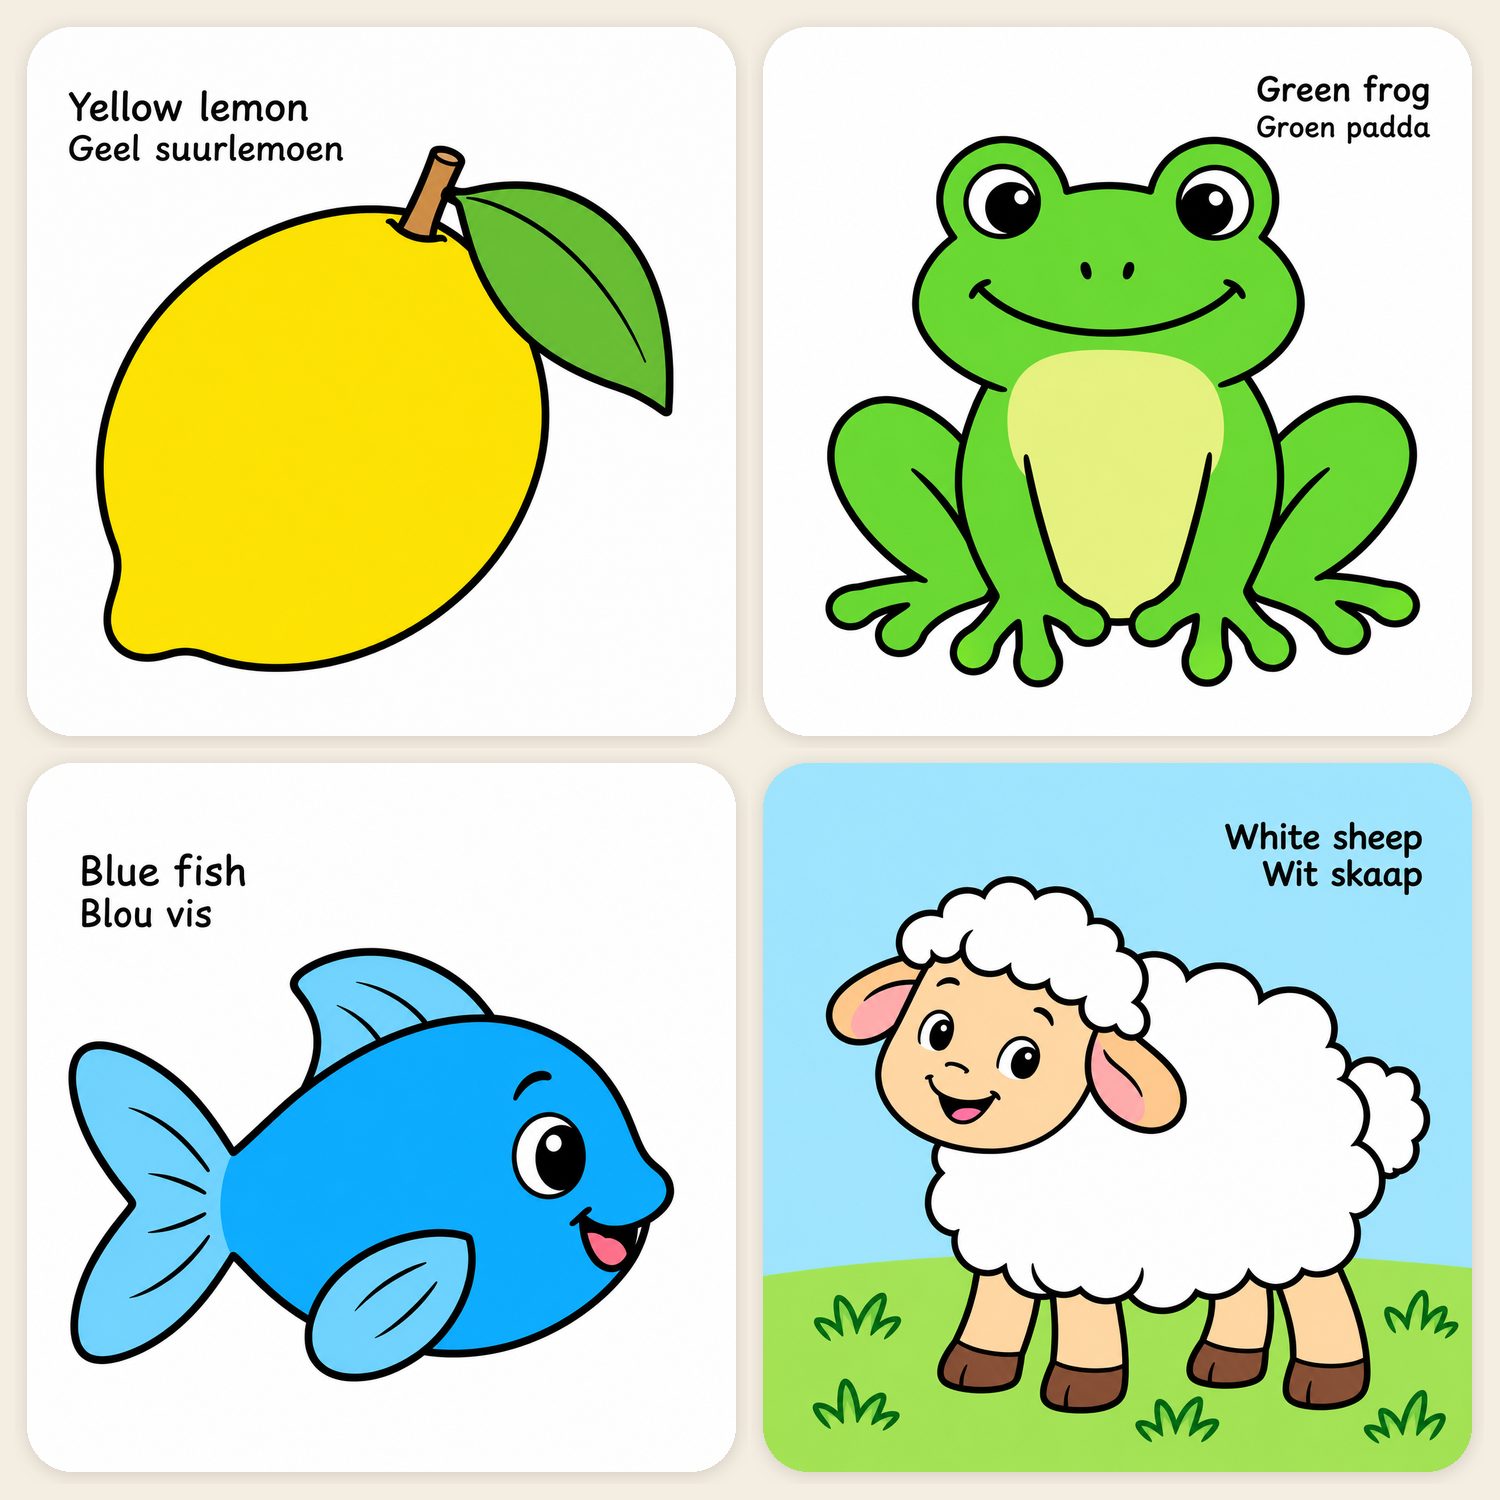 Yellow lemon
Geel suurlemoen
Green frog
Groen padda
Blue fish
Blou vis
White sheep
Wit skaap